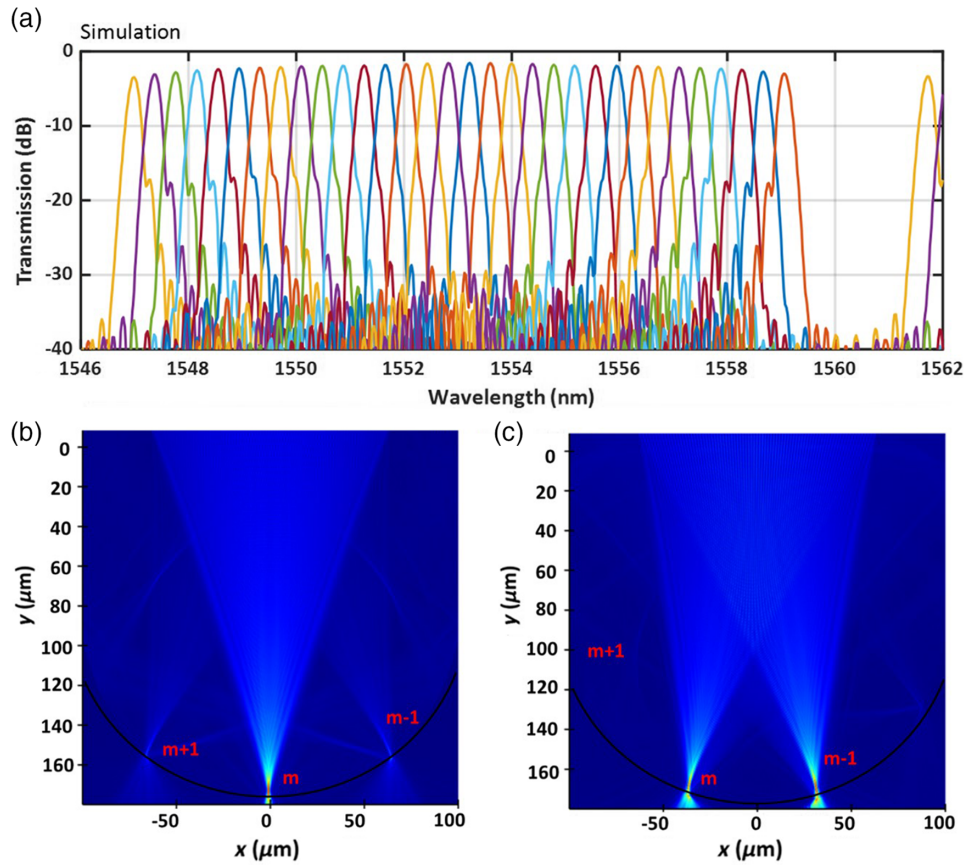 (a)
Simulation
0
-10
-20
-30
-40
Transmission (dB)
1546 1548 1550 1552 1554 1556 1558 1560 1562
Wavelength (nm)
(b)
0
20
40
60
80
100
120
140
160
y (μm)
m+1
m
m-1
-50 0 50 100
x (μm)
(c)
0
20
40
60
80
100
120
140
160
y (μm)
m+1
m
m-1
-50 0 50 100
x (μm)